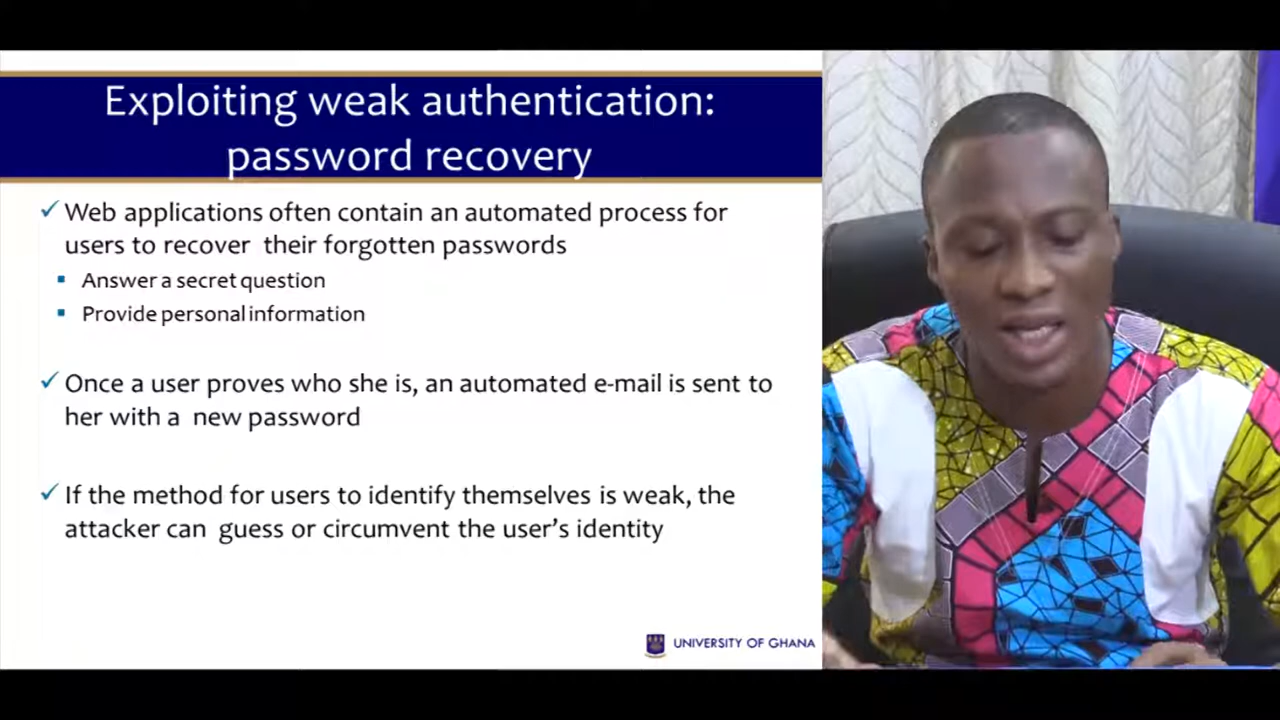 Exploiting weak authentication:
password recovery
✓ Web applications often contain an automated process for
users to recover their forgotten passwords
▪ Answer a secret question
▪ Provide personal information
✓ Once a user proves who she is, an automated e-mail is sent to
her with a new password
✓ If the method for users to identify themselves is weak, the
attacker can guess or circumvent the user's identity
UNIVERSITY OF GHANA